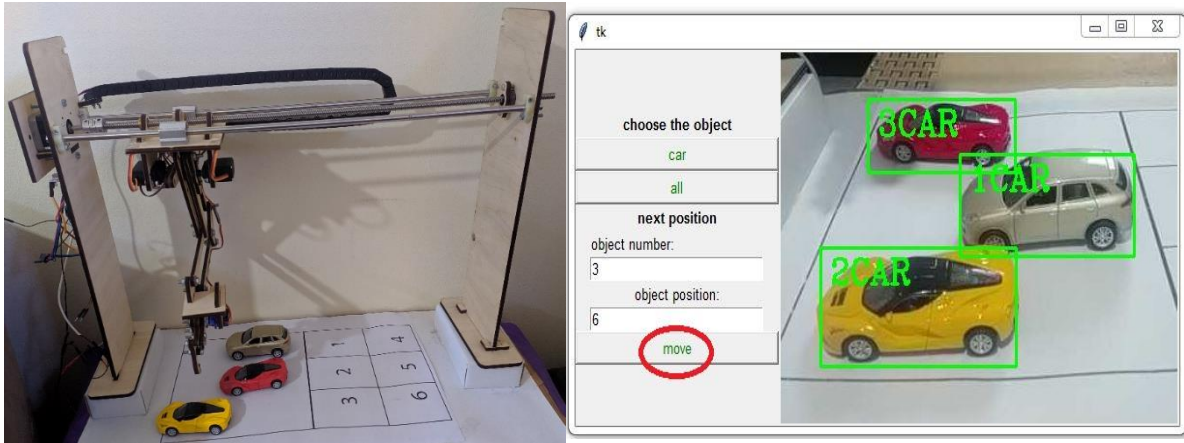 1
4
2
5
3
6
tk
choose the object
car
all
next position
object number:
3
object position:
6
move
3CAR
1CAR
2CAR